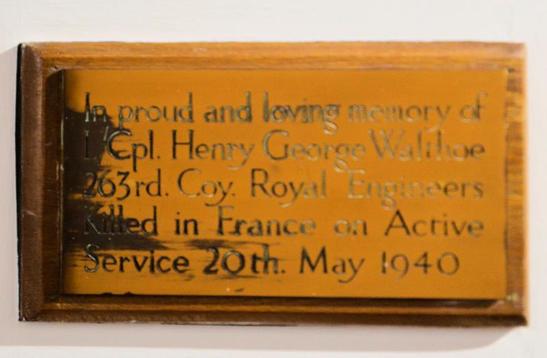 In proud and loving memory of
L/Cpl. Henry George Walthoe
263rd. Coy. Royal Engineers
Killed in France on Active
Service 20th. May 1940